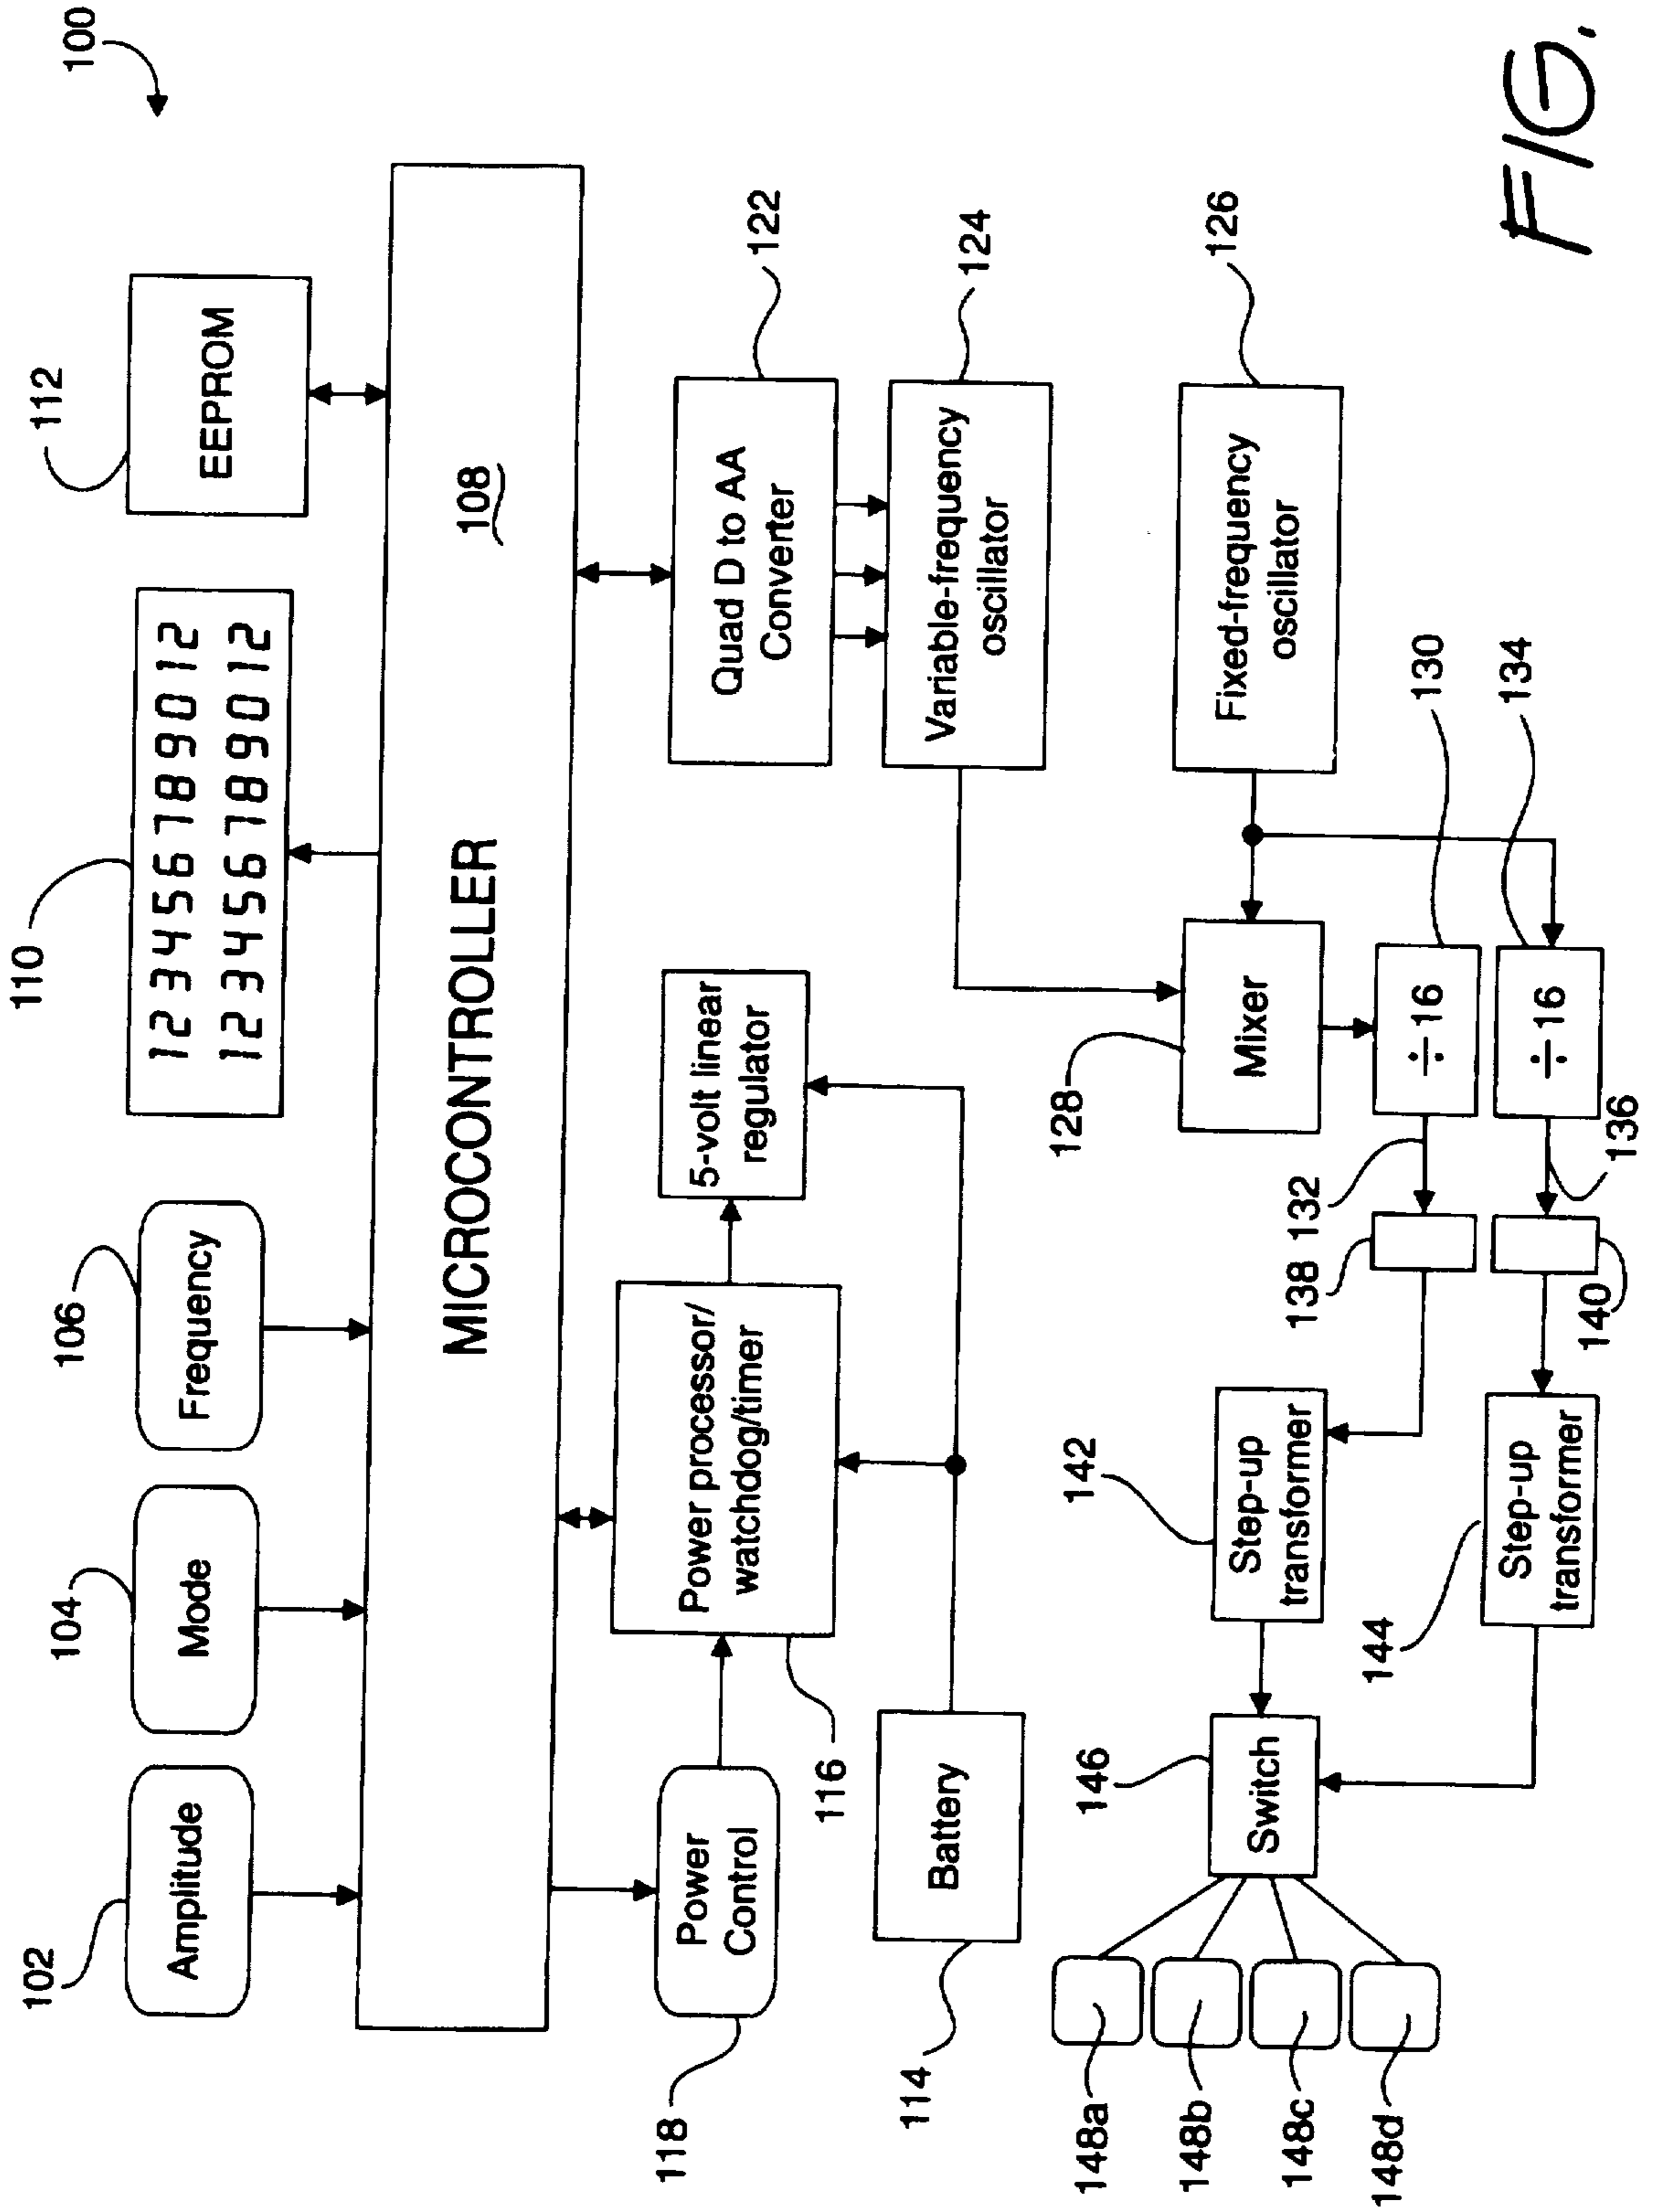 100
102
104
106
110
112
Amplitude
Mode
Frequency
123456789012
123456789012
EEPROM
MICROCONTROLLER
108
118
Power
Control
116
Power processor/
watchdog/timer
5-volt linear
regulator
Quad D to AA
Converter
122
114
Battery
Variable-frequency
oscillator
124
128
Mixer
Fixed-frequency
oscillator
126
146
Switch
142
Step-up
transformer
138
132
÷16
130
148a
148b
148c
148d
144
Step-up
transformer
140
136
÷16
134
FIG.